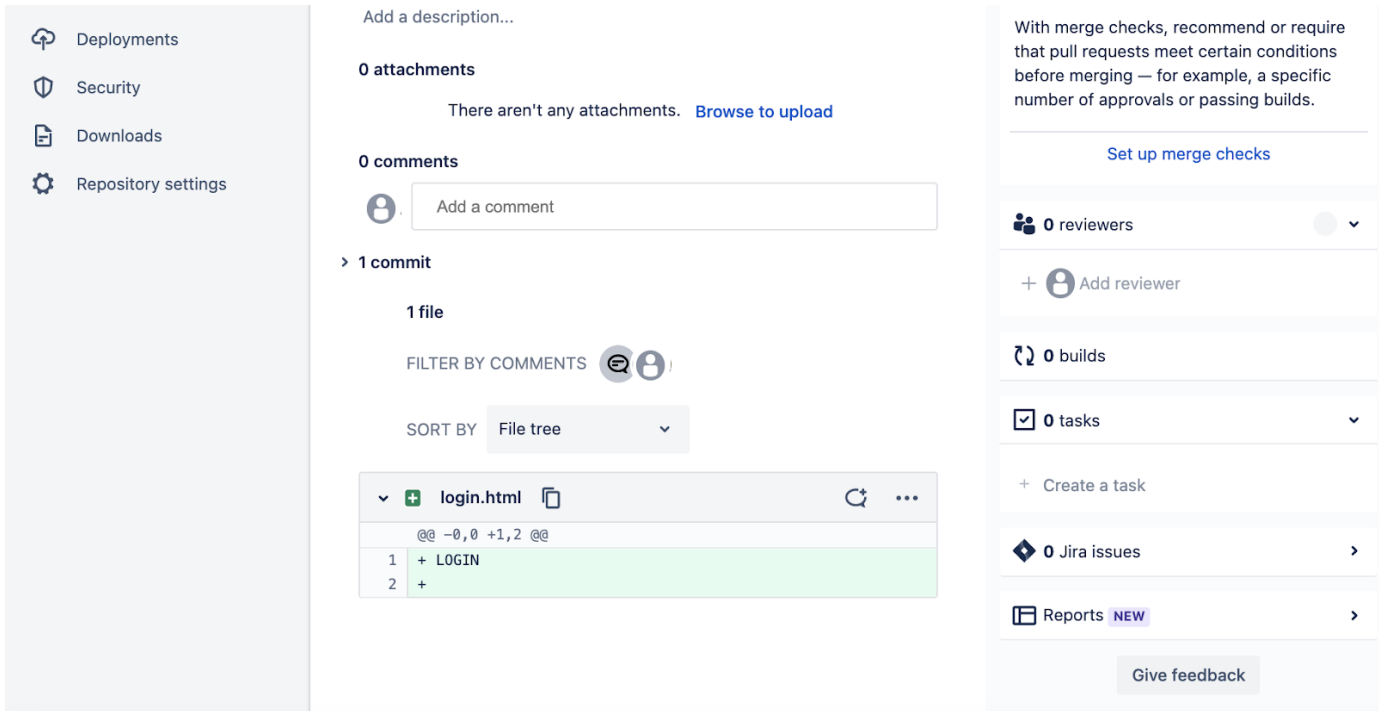 Deployments
Security
Downloads
Repository settings
Add a description...
0 attachments
There aren't any attachments. Browse to upload
0 comments
Add a comment
1 commit
1 file
FILTER BY COMMENTS
SORT BY File tree
login.html
@@ -0,0 +1,2 @@
1 + LOGIN
2 +
With merge checks, recommend or require
that pull requests meet certain conditions
before merging — for example, a specific
number of approvals or passing builds.
Set up merge checks
0 reviewers
+ Add reviewer
0 builds
0 tasks
+ Create a task
0 Jira issues
Reports NEW
Give feedback